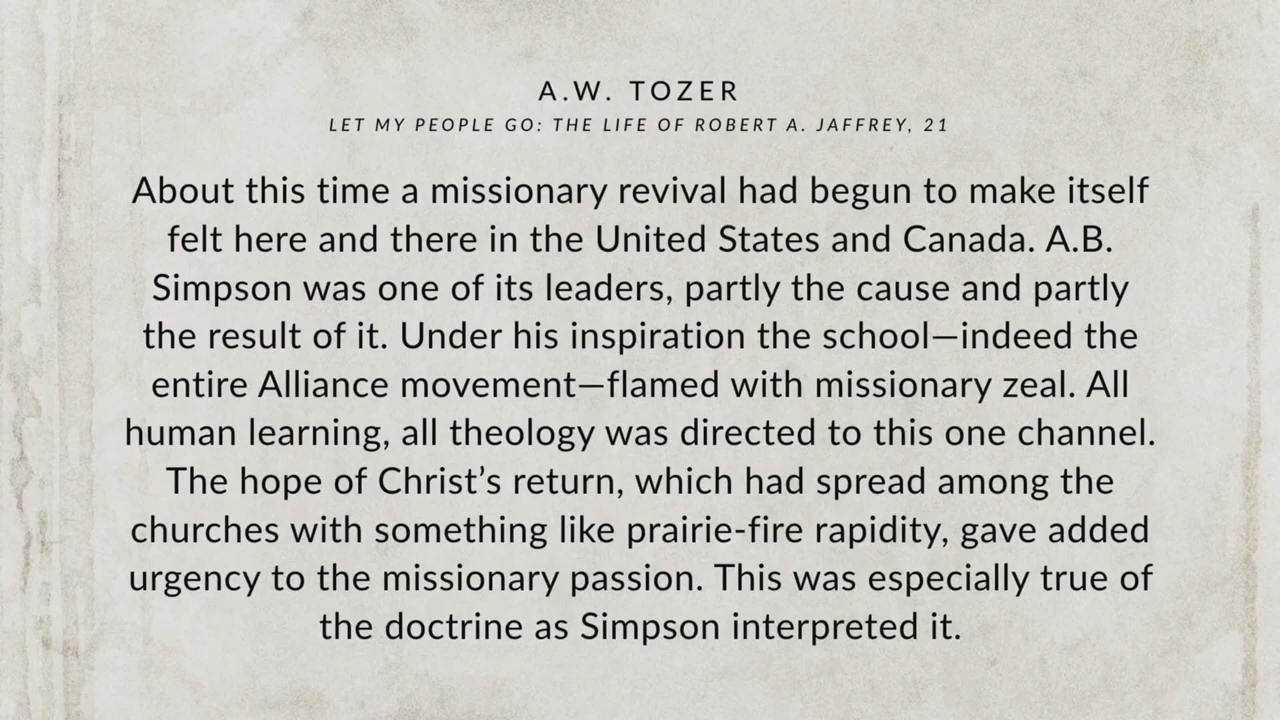 A.W. TOZER
LET MY PEOPLE GO: THE LIFE OF ROBERT A. JAFFREY, 21
About this time a missionary revival had begun to make itself
felt here and there in the United States and Canada. A.B.
Simpson was one of its leaders, partly the cause and partly
the result of it. Under his inspiration the school—indeed the
entire Alliance movement—flamed with missionary zeal. All
human learning, all theology was directed to this one channel.
The hope of Christ’s return, which had spread among the
churches with something like prairie-fire rapidity, gave added
urgency to the missionary passion. This was especially true of
the doctrine as Simpson interpreted it.